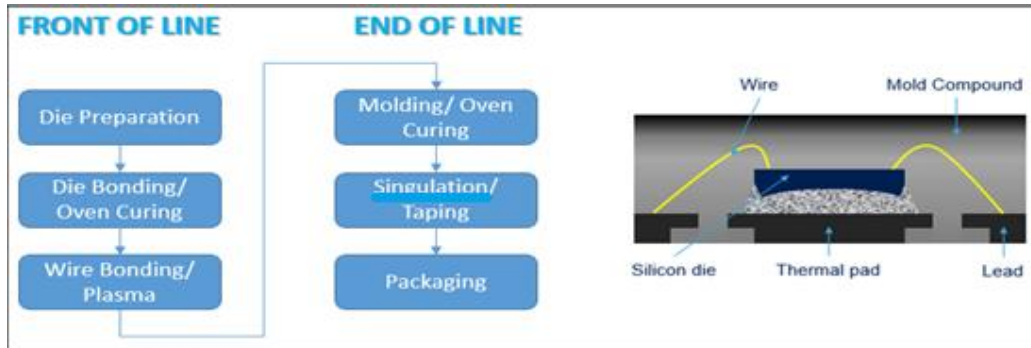 FRONT OF LINE
Die Preparation
Die Bonding/
Oven Curing
Wire Bonding/
Plasma
END OF LINE
Molding/ Oven
Curing
Singulation/
Taping
Packaging
Wire
Mold Compound
Silicon die
Thermal pad
Lead